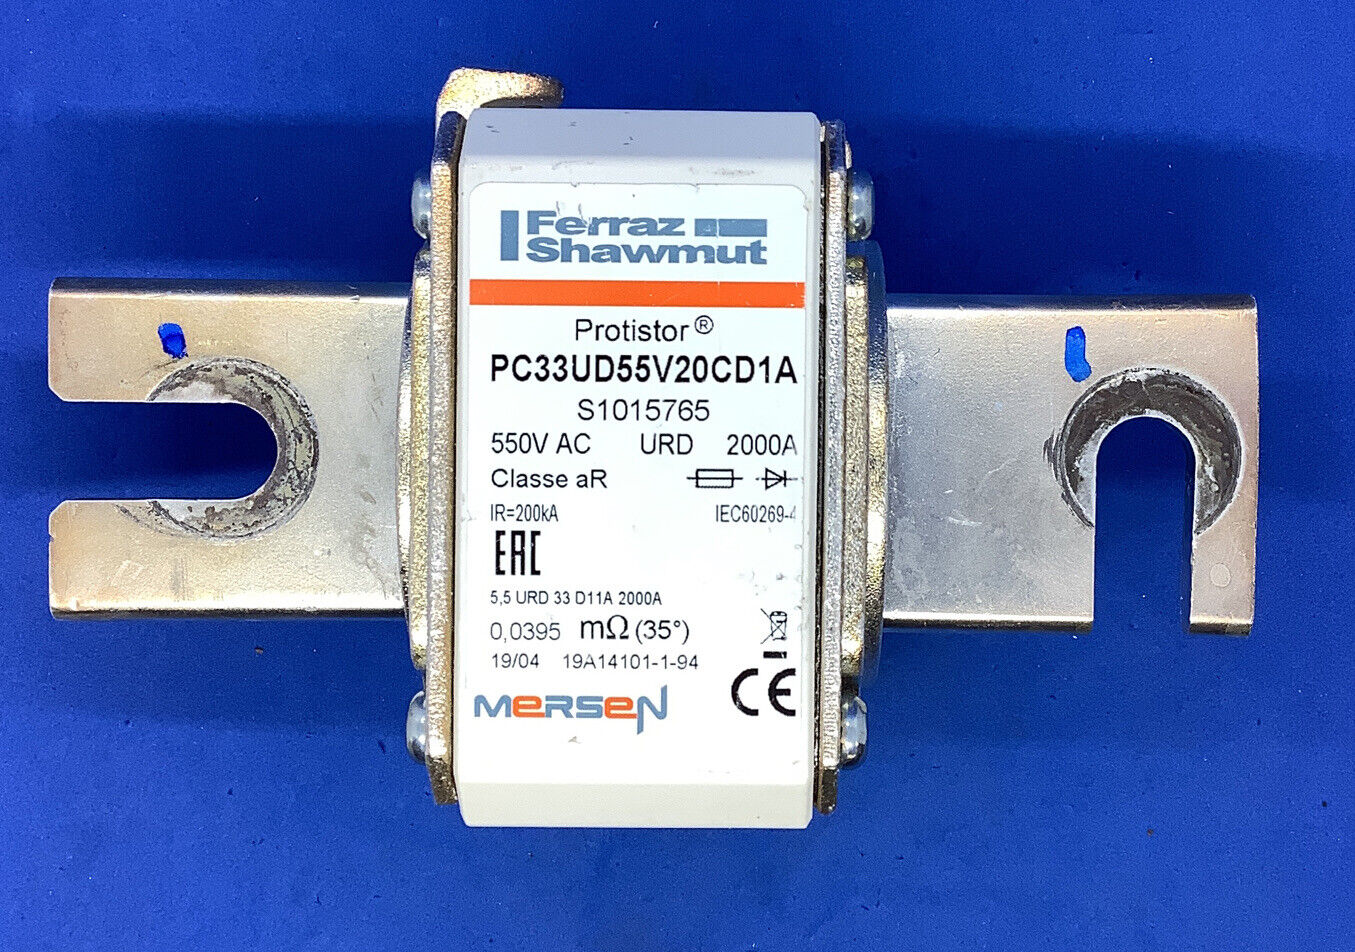 Ferraz
Shawmut
Protistor®
PC33UD55V20CD1A
S1015765
550V AC URD 2000A
Classe aR
IR=200kA IEC60269-4
EAC
5,5 URD 33 D11A 2000A
0,0395 mΩ (35°)
19/04 19A14101-1-94
MERSEN CE